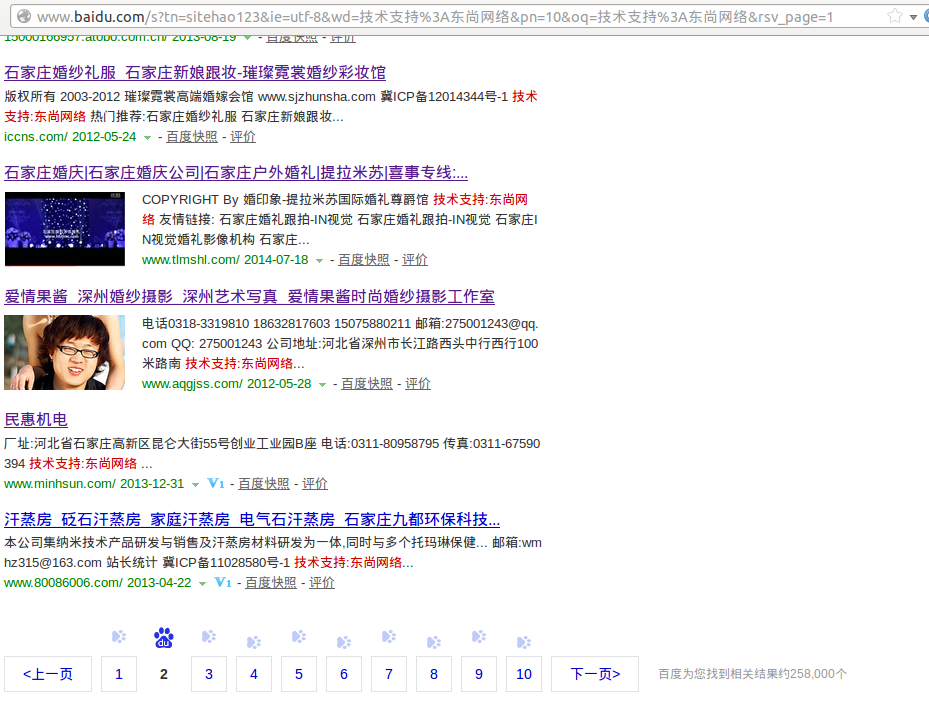 www.baidu.com/s?tn=sitehao123&ie=utf-8&wd=技术支持%3A东尚网络&pn=10&oq=技术支持%3A东尚网络&rsv_page=1
15000166957.atobo.com.cn/ 2013-08-19 - 百度快照 - 评价
石家庄婚纱礼服_石家庄新娘跟妆-璀璨霓裳婚纱彩妆馆
版权所有 2003-2012 璀璨霓裳高端婚嫁会馆 www.sjzhunsha.com 冀ICP备12014344号-1 技术
支持:东尚网络 热门推荐:石家庄婚纱礼服 石家庄新娘跟妆...
iccns.com/ 2012-05-24 - 百度快照 - 评价
石家庄婚庆|石家庄婚庆公司|石家庄户外婚礼|提拉米苏|喜事专线:...
COPYRIGHT By 婚印象-提拉米苏国际婚礼尊爵馆 技术支持:东尚网
络 友情链接: 石家庄婚礼跟拍-IN视觉 石家庄婚礼跟拍-IN视觉 石家庄I
N视觉婚礼影像机构 石家庄...
www.tlmshl.com/ 2014-07-18 - 百度快照 - 评价
爱情果酱_深州婚纱摄影_深州艺术写真_爱情果酱时尚婚纱摄影工作室
电话0318-3319810 18632817603 15075880211 邮箱:275001243@qq.
com QQ: 275001243 公司地址:河北省深州市长江路西头中行西行100
米路南 技术支持:东尚网络...
www.aqgjss.com/ 2012-05-28 - 百度快照 - 评价
民惠机电
厂址:河北省石家庄高新区昆仑大街55号创业工业园B座 电话:0311-80958795 传真:0311-67590
394 技术支持:东尚网络 ...
www.minhsun.com/ 2013-12-31 V1 - 百度快照 - 评价
汗蒸房_砭石汗蒸房_家庭汗蒸房_电气石汗蒸房_石家庄九都环保科技...
本公司集纳米技术产品研发与销售及汗蒸房材料研发为一体,同时与多个托玛琳保健... 邮箱:wm
hz315@163.com 站长统计 冀ICP备11028580号-1 技术支持:东尚网络...
www.80086006.com/ 2013-04-22 V1 - 百度快照 - 评价
du
<上一页 1 2 3 4 5 6 7 8 9 10 下一页> 百度为您找到相关结果约258,000个